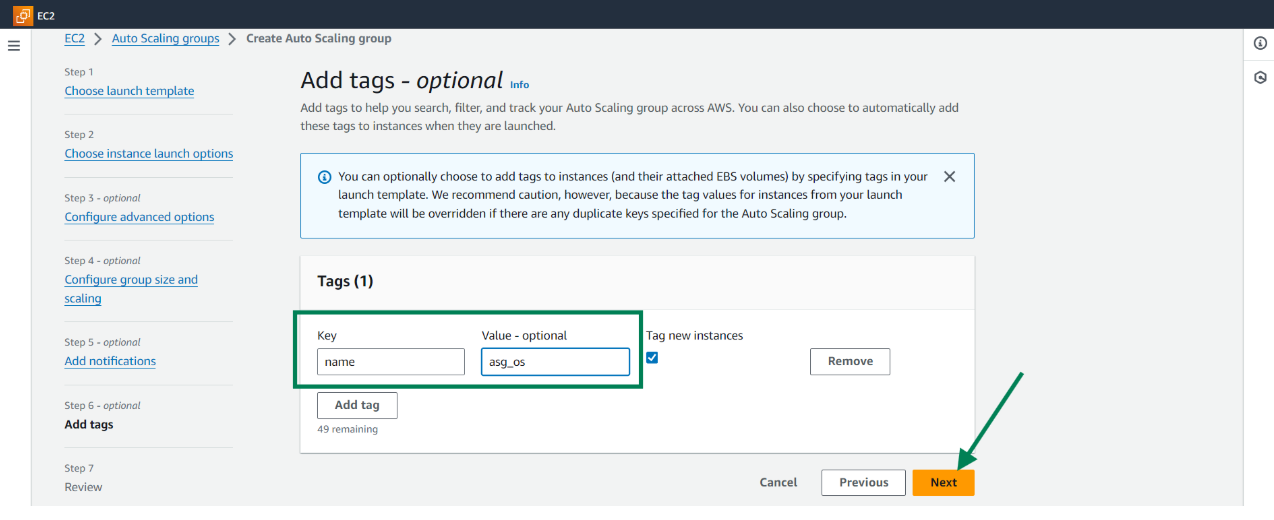 EC2
EC2 > Auto Scaling groups > Create Auto Scaling group
Step 1
Choose launch template
Step 2
Choose instance launch options
Step 3 - optional
Configure advanced options
Step 4 - optional
Configure group size and
scaling
Step 5 - optional
Add notifications
Step 6 - optional
Add tags
Step 7
Review
Add tags - optional Info
Add tags to help you search, filter, and track your Auto Scaling group across AWS. You can also choose to automatically add
these tags to instances when they are launched.
You can optionally choose to add tags to instances (and their attached EBS volumes) by specifying tags in your
launch template. We recommend caution, however, because the tag values for instances from your launch
template will be overridden if there are any duplicate keys specified for the Auto Scaling group.
Tags (1)
Key Value - optional Tag new instances
name asg_os Remove
Add tag
49 remaining
Cancel Previous Next